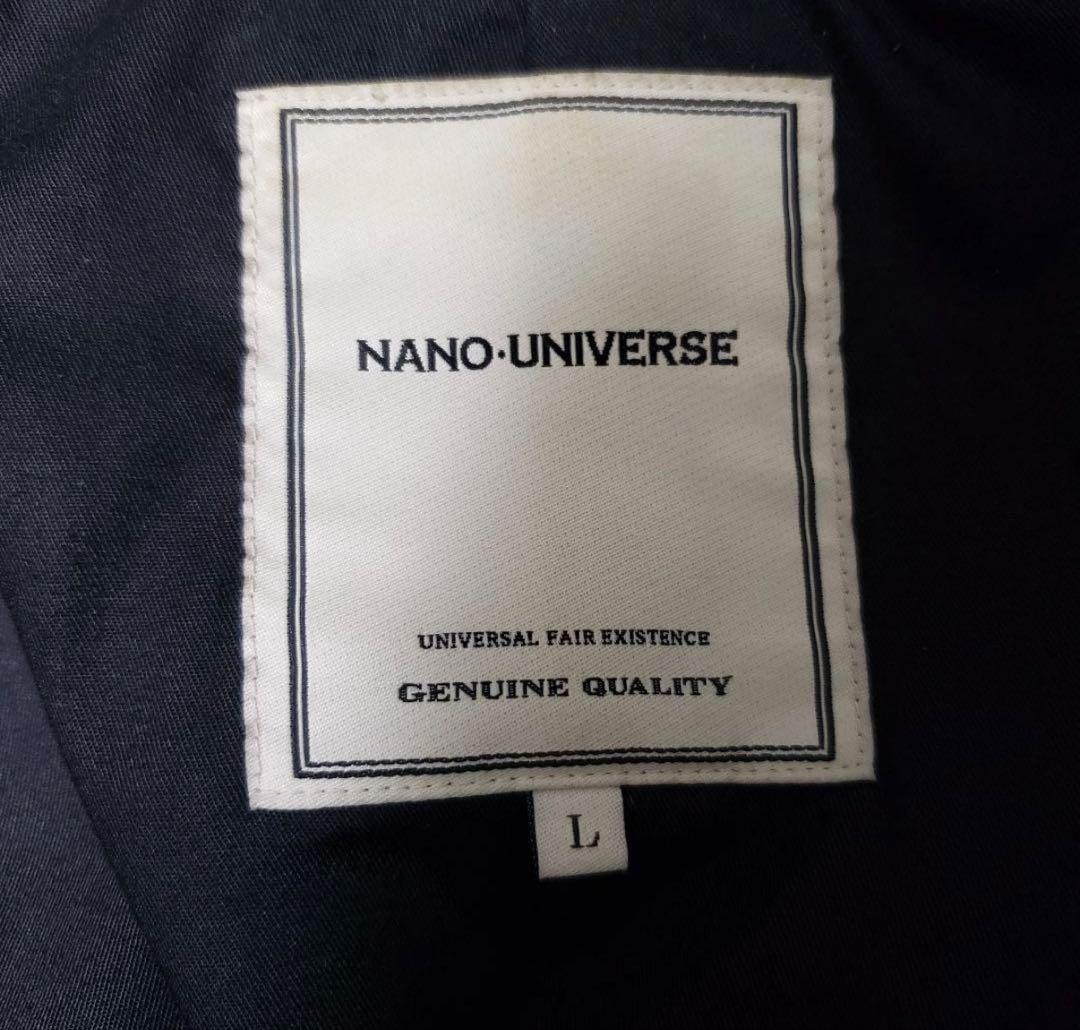 NANO·UNIVERSE
UNIVERSAL FAIR EXISTENCE
GENUINE QUALITY
L